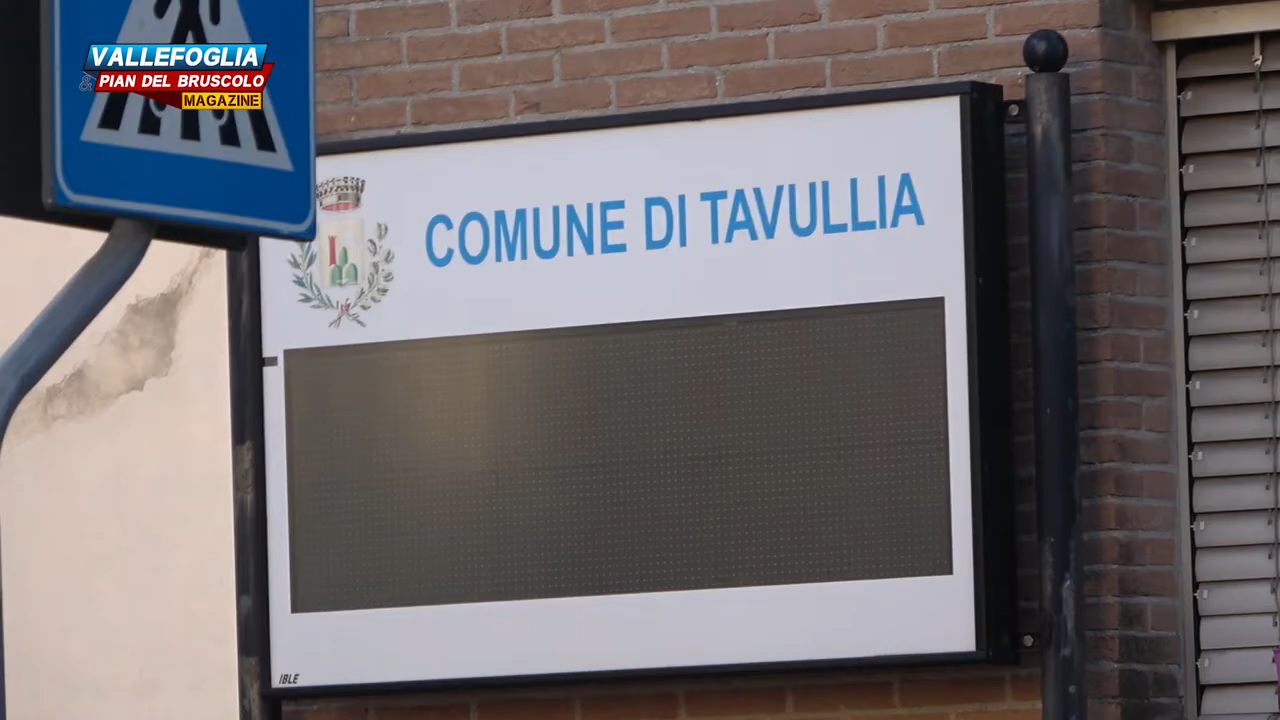 VALLEFOGLIA
& PIAN DEL BRUSCOLO
MAGAZINE
COMUNE DI TAVULLIA
IBLE